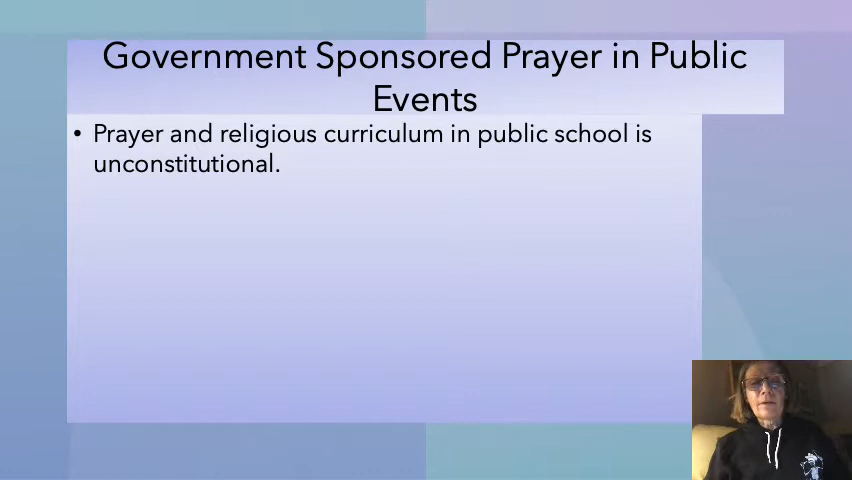 Government Sponsored Prayer in Public
Events
• Prayer and religious curriculum in public school is
unconstitutional.